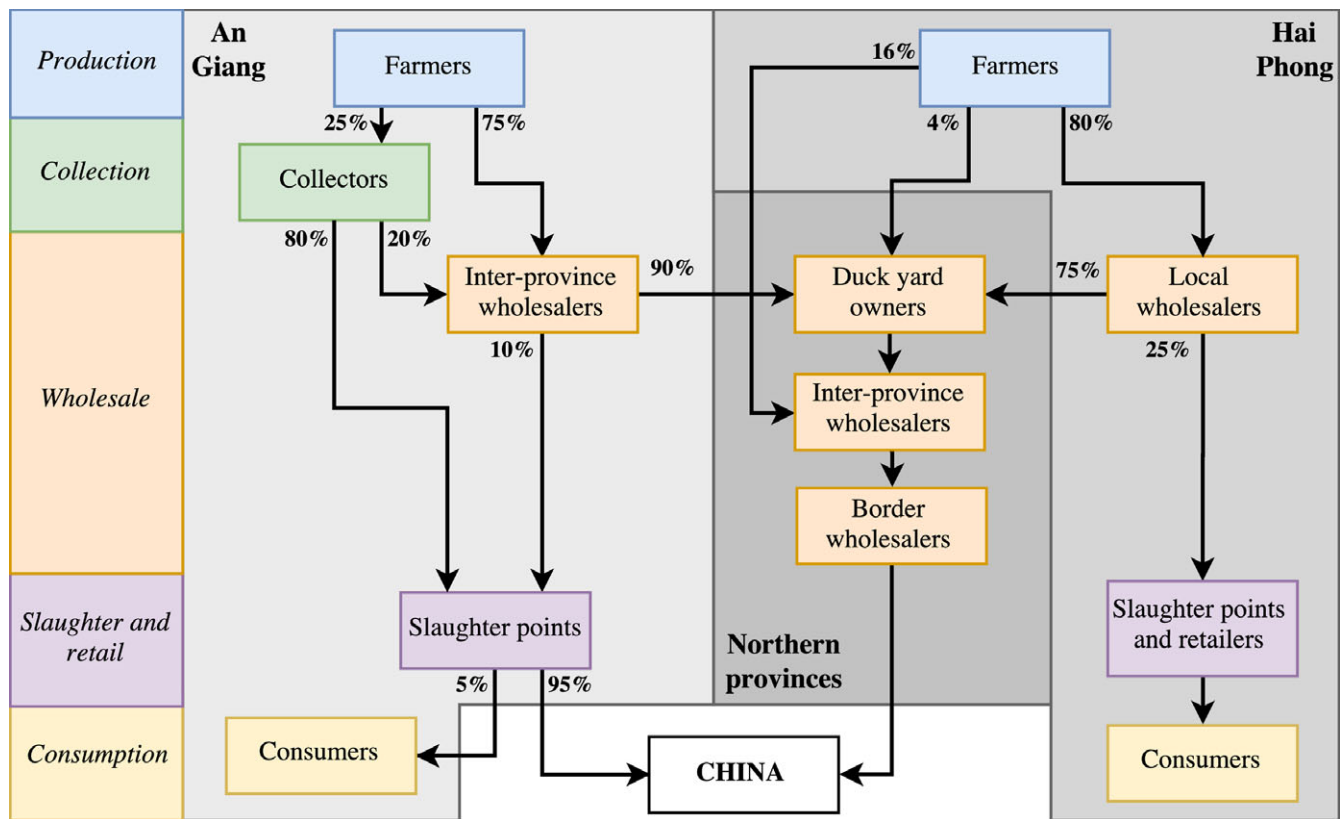 Production
Collection
Wholesale
Slaughter and
retail
Consumption
An
Giang
Farmers
25%
75%
Collectors
80%
20%
Inter-province
wholesalers
90%
10%
Slaughter points
5%
95%
Consumers
Hai
Phong
Farmers
16%
4%
80%
Duck yard
owners
75%
Local
wholesalers
25%
Inter-province
wholesalers
Border
wholesalers
Northern
provinces
CHINA
Slaughter points
and retailers
Consumers